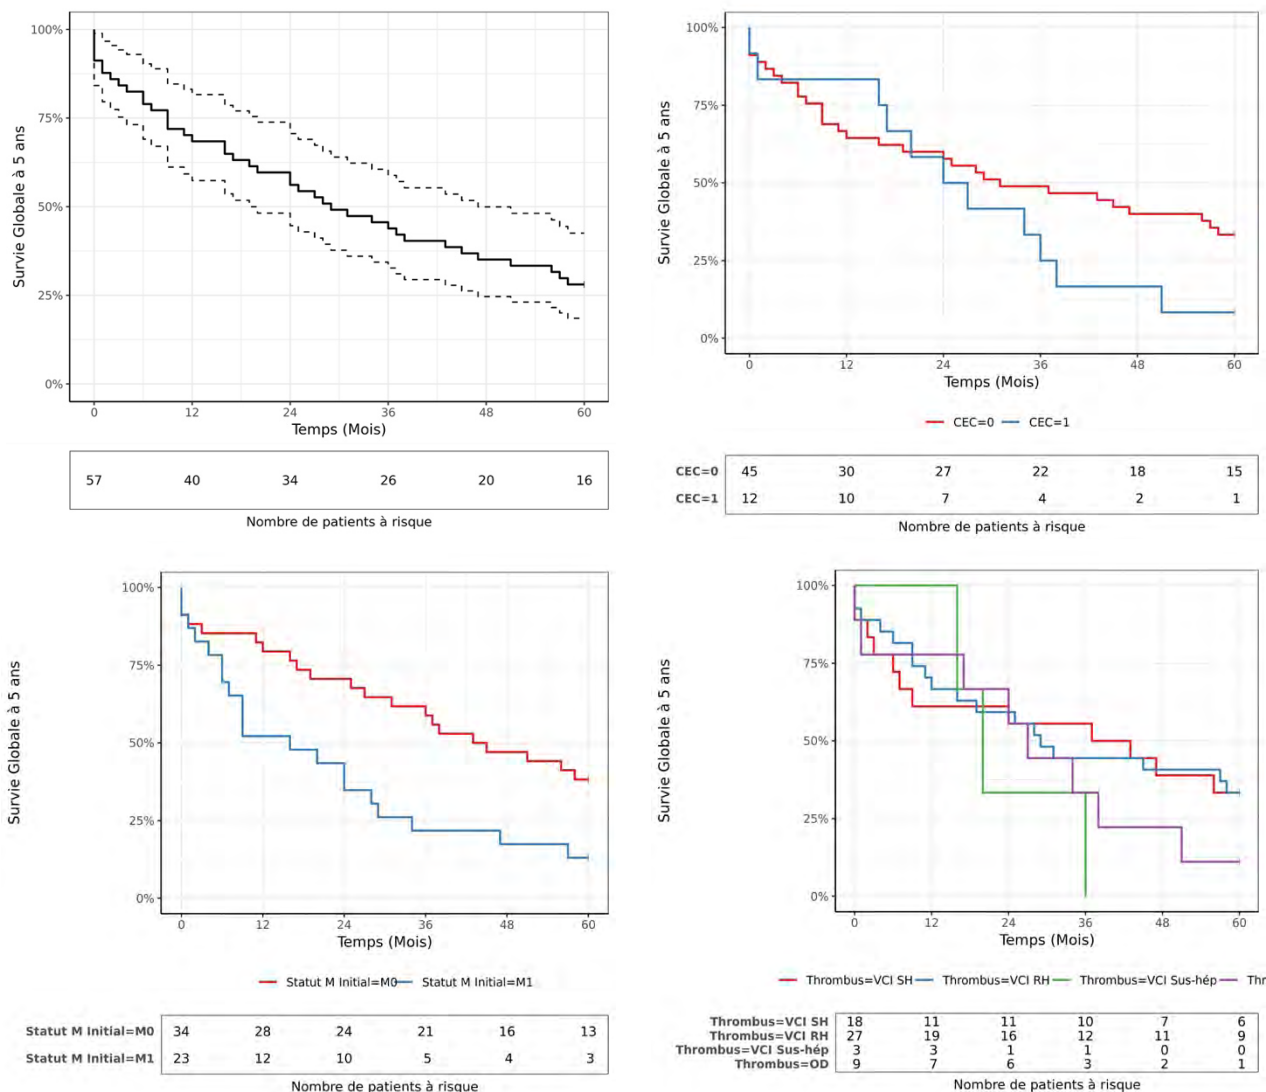 Survie Globale à 5 ans
100%
75%
50%
25%
0%
0 12 24 36 48 60
Temps (Mois)
57 40 34 26 20 16
Nombre de patients à risque
Survie Globale à 5 ans
100%
75%
50%
25%
0%
0 12 24 36 48 60
Temps (Mois)
CEC=0 CEC=1
CEC=0 45 30 27 22 18 15
CEC=1 12 10 7 4 2 1
Nombre de patients à risque
Survie Globale à 5 ans
100%
75%
50%
25%
0%
0 12 24 36 48 60
Temps (Mois)
Statut M Initial=M0 Statut M Initial=M1
Statut M Initial=M0 34 28 24 21 16 13
Statut M Initial=M1 23 12 10 5 4 3
Nombre de patients à risque
Survie Globale à 5 ans
100%
75%
50%
25%
0%
0 12 24 36 48 60
Temps (Mois)
Thrombus=VCI SH Thrombus=VCI RH Thrombus=VCI Sus-hép Thr
Thrombus=VCI SH 18 11 11 10 7 6
Thrombus=VCI RH 27 19 16 12 11 9
Thrombus=VCI Sus-hép 3 3 1 1 0 0
Thrombus=OD 9 7 6 3 2 1
Nombre de patients à risque